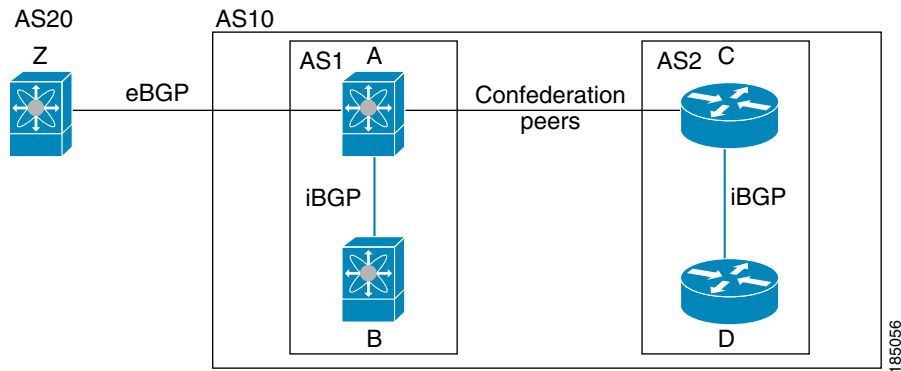 AS20
AS10
Z
AS1
A
AS2
C
eBGP
Confederation
peers
iBGP
iBGP
B
D
185056